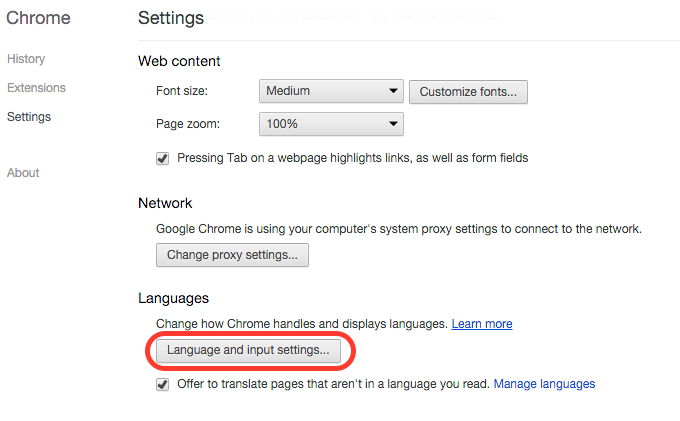 Chrome
Settings
History
Extensions
Settings
About
Web content
Font size: Medium Customize fonts...
Page zoom: 100%
Pressing Tab on a webpage highlights links, as well as form fields
Network
Google Chrome is using your computer's system proxy settings to connect to the network.
Change proxy settings...
Languages
Change how Chrome handles and displays languages. Learn more
Language and input settings...
Offer to translate pages that aren't in a language you read. Manage languages